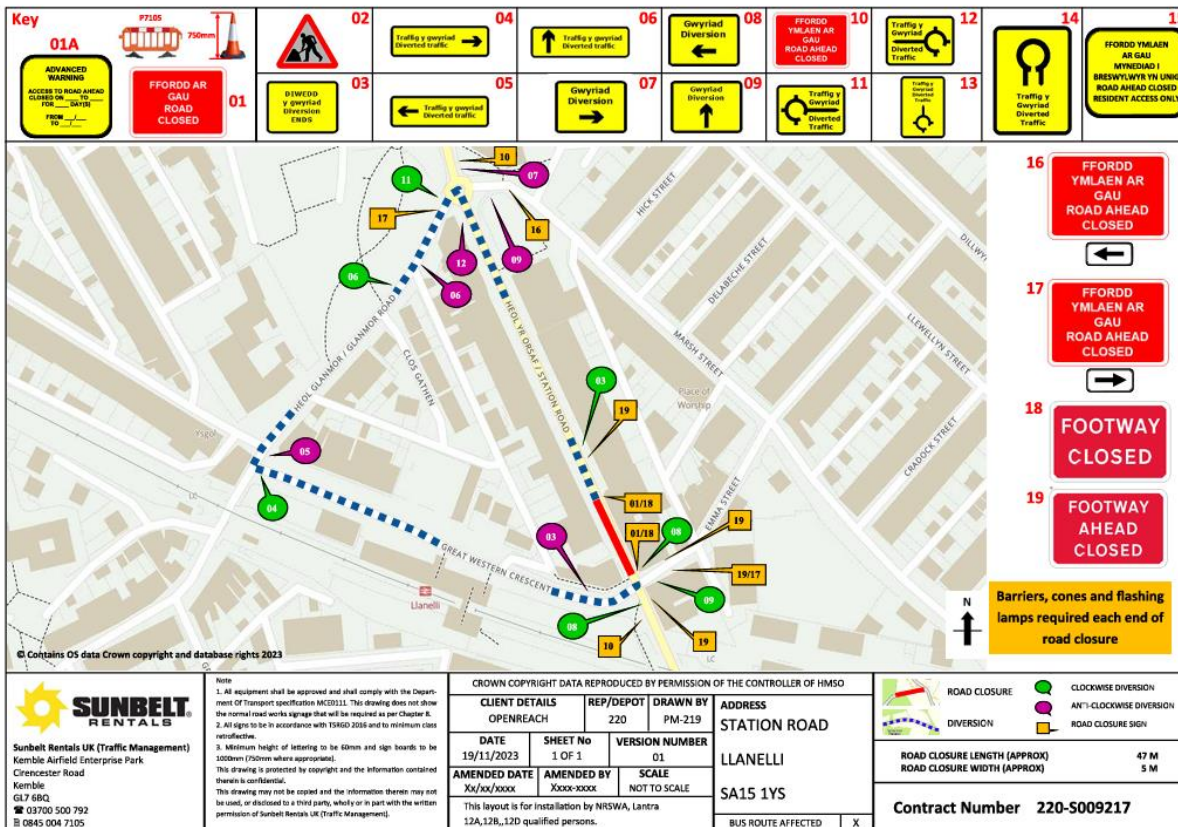 Key
P7105
750mm
01A
ADVANCED
WARNING
ACCESS TO ROAD AHEAD
CLOSED ON ____ TO ____
FOR ____ DAY(S)
FROM __/__
TO __/__
FFORDD AR
GAU
ROAD
CLOSED
01
02
DIWEDD
y gwyriad
Diversion
ENDS
03
Traffig y gwyriad
Diverted traffic
04
Traffig y gwyriad
Diverted traffic
05
Traffig y gwyriad
Diverted traffic
06
Gwyriad
Diversion
07
Gwyriad
Diversion
08
Gwyriad
Diversion
09
FFORDD
YMLAEN AR
GAU
ROAD AHEAD
CLOSED
10
Traffig y
Gwyriad
Diverted
Traffic
11
Traffig y
Gwyriad
Diverted
Traffic
12
Traffig y
Gwyriad
Diverted
Traffic
13
14
Traffig y
Gwyriad
Diverted
Traffic
FFORDD YMLAEN
AR GAU
MYNEDIAD I
BRESWYLWYR YN UNIG
ROAD AHEAD CLOSED
RESIDENT ACCESS ONLY
10
07
11
17
16
12
09
06
06
HICK STREET
DELABECHE STREET
DILLWYN
MARSH STREET
LLEWELLYN STREET
CRADOCK STREET
EMMA STREET
HEOL YR ORSAF / STATION ROAD
HEOL GLANMOR / GLANMOR ROAD
CLOS GATHEN
Place of
Worship
Ysgol
LC
03
19
05
04
01/18
01/18
08
19
03
19/17
09
GREAT WESTERN CRESCENT
Llanelli
08
10
19
LC
N
© Contains OS data Crown copyright and database rights 2023
16
FFORDD
YMLAEN AR
GAU
ROAD AHEAD
CLOSED
17
FFORDD
YMLAEN AR
GAU
ROAD AHEAD
CLOSED
18
FOOTWAY
CLOSED
19
FOOTWAY
AHEAD
CLOSED
Barriers, cones and flashing
lamps required each end of
road closure
SUNBELT®
RENTALS
Sunbelt Rentals UK (Traffic Management)
Kemble Airfield Enterprise Park
Cirencester Road
Kemble
GL7 6BQ
03700 500 792
0845 004 7105
Note
1. All equipment shall be approved and shall comply with the Depart-
ment Of Transport specification MCE0111. This drawing does not show
the normal road works signage that will be required as per Chapter 8.
2. All signs to be in accordance with TSRGD 2016 and to minimum class
retroflective.
3. Minimum height of lettering to be 60mm and sign boards to be
1000mm (750mm where appropriate).
This drawing is protected by copyright and the information contained
therein is confidential.
This drawing may not be copied and the information therein may not
be used, or disclosed to a third party, wholly or in part with the written
permission of Sunbelt Rentals UK (Traffic Management).
CROWN COPYRIGHT DATA REPRODUCED BY PERMISSION OF THE CONTROLLER OF HMSO
CLIENT DETAILS
OPENREACH
REP/DEPOT
220
DRAWN BY
PM-219
DATE
19/11/2023
SHEET No
1 OF 1
VERSION NUMBER
01
AMENDED DATE
Xx/xx/xxxx
AMENDED BY
Xxxx-xxxx
SCALE
NOT TO SCALE
This layout is for installation by NRSWA, Lantra
12A,12B,,12D qualified persons.
ADDRESS
STATION ROAD
LLANELLI
SA15 1YS
BUS ROUTE AFFECTED X
ROAD CLOSURE
DIVERSION
CLOCKWISE DIVERSION
ANTI-CLOCKWISE DIVERSION
ROAD CLOSURE SIGN
ROAD CLOSURE LENGTH (APPROX) 47 M
ROAD CLOSURE WIDTH (APPROX) 5 M
Contract Number 220-S009217